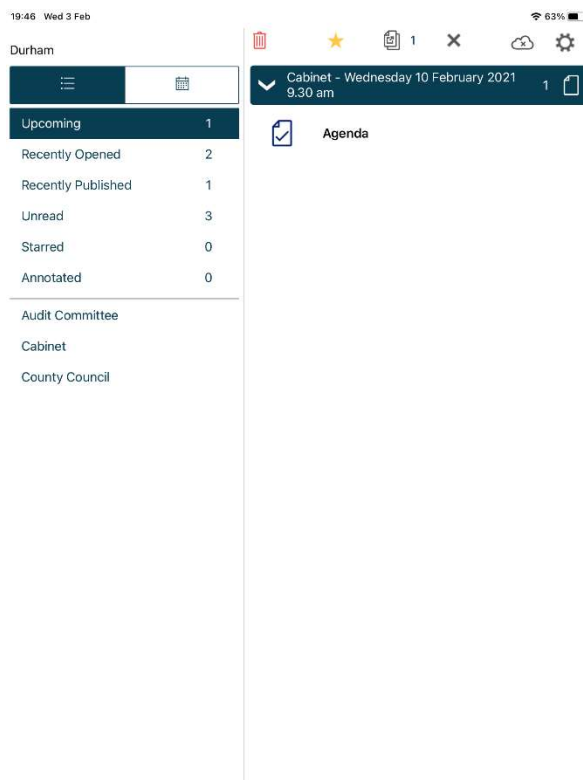 19:46 Wed 3 Feb
63%
Durham
1
Upcoming 1
Recently Opened 2
Recently Published 1
Unread 3
Starred 0
Annotated 0
Audit Committee
Cabinet
County Council
Cabinet - Wednesday 10 February 2021
9.30 am
1
Agenda